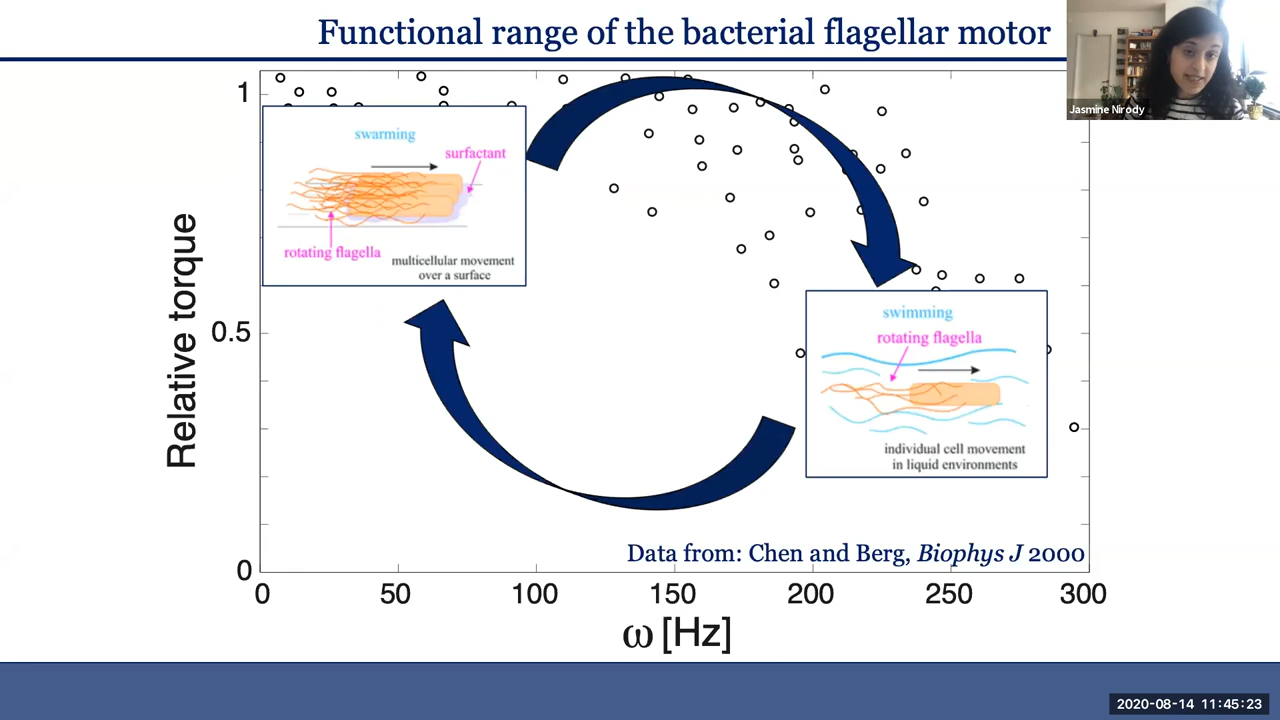 Functional range of the bacterial flagellar motor
Jasmine Nirody
1
0.5
0
Relative torque
swarming
surfactant
rotating flagella
multicellular movement
over a surface
swimming
rotating flagella
individual cell movement
in liquid environments
Data from: Chen and Berg, Biophys J 2000
0 50 100 150 200 250 300
ω [Hz]
2020-08-14 11:45:23